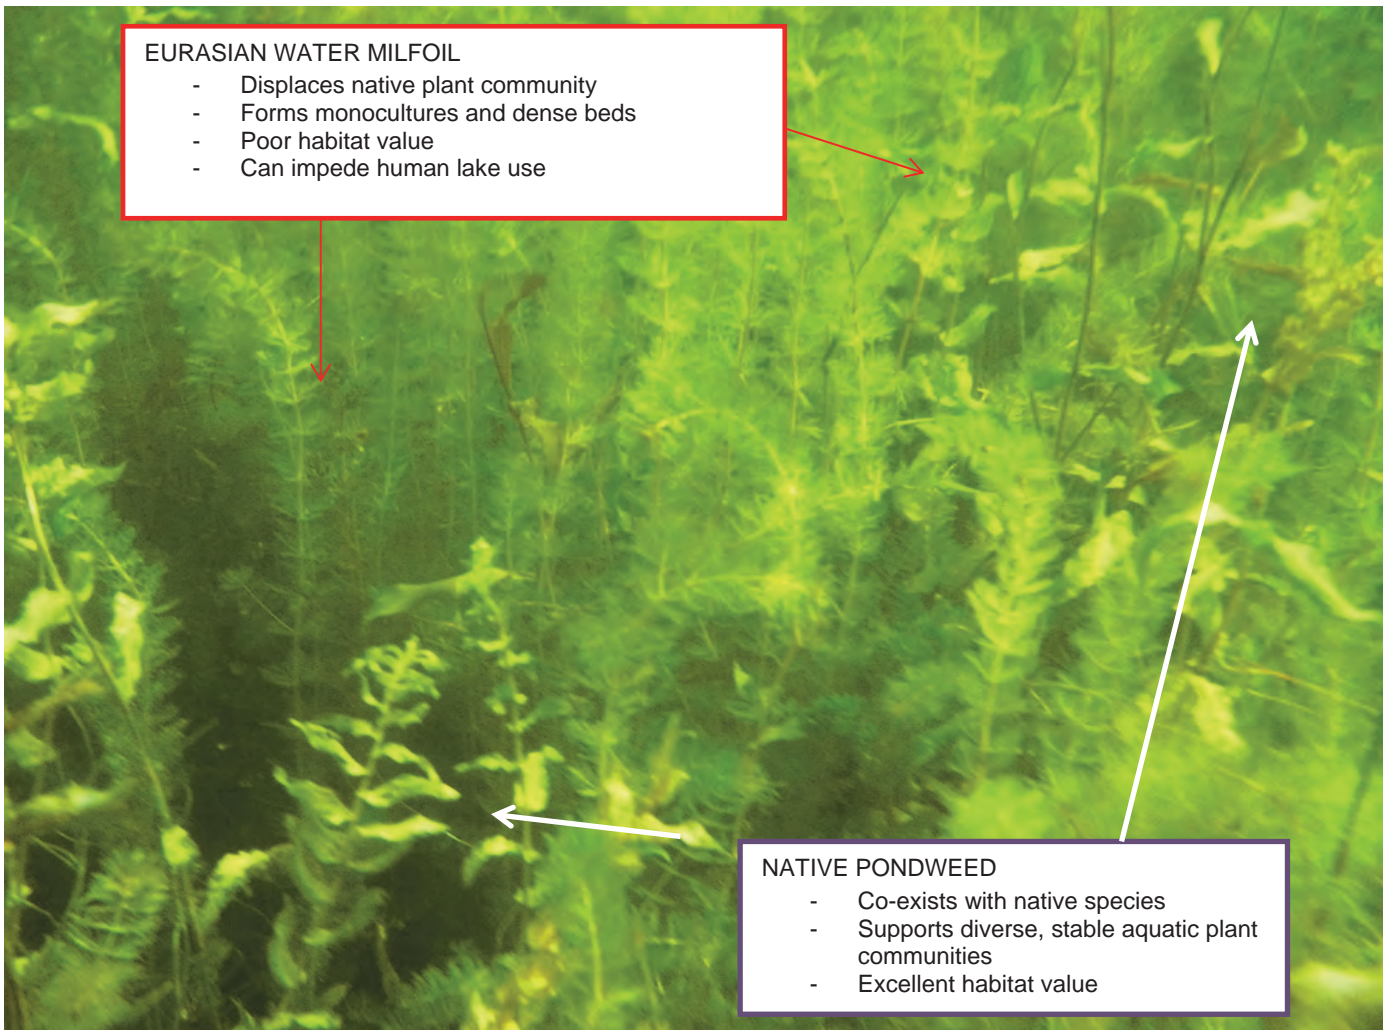 EURASIAN WATER MILFOIL
- Displaces native plant community
- Forms monocultures and dense beds
- Poor habitat value
- Can impede human lake use
NATIVE PONDWEED
- Co-exists with native species
- Supports diverse, stable aquatic plant
communities
- Excellent habitat value